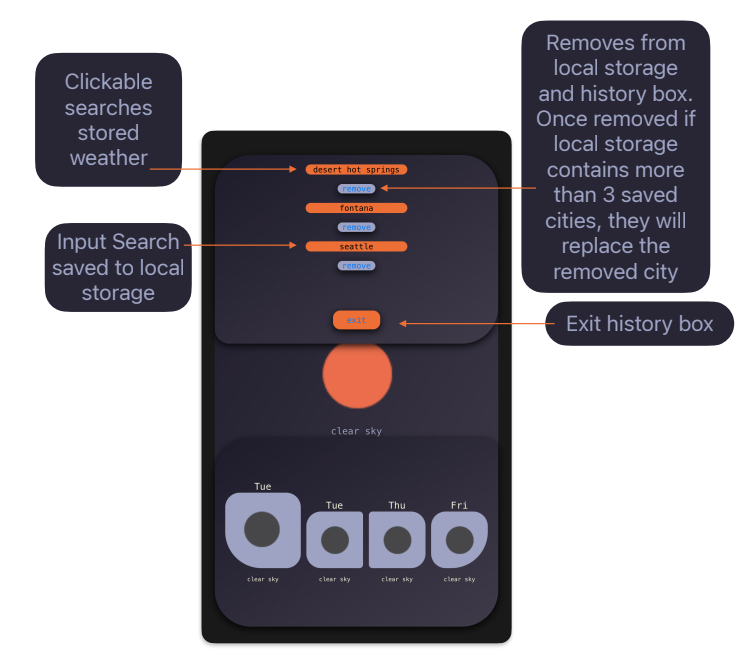 Clickable
searches
stored
weather
Input Search
saved to local
storage
Removes from
local storage
and history box.
Once removed if
local storage
contains more
than 3 saved
cities, they will
replace the
removed city
Exit history box
desert hot springs
remove
fontana
remove
seattle
remove
exit
clear sky
Tue
Tue
Thu
Fri
clear sky
clear sky
clear sky
clear sky